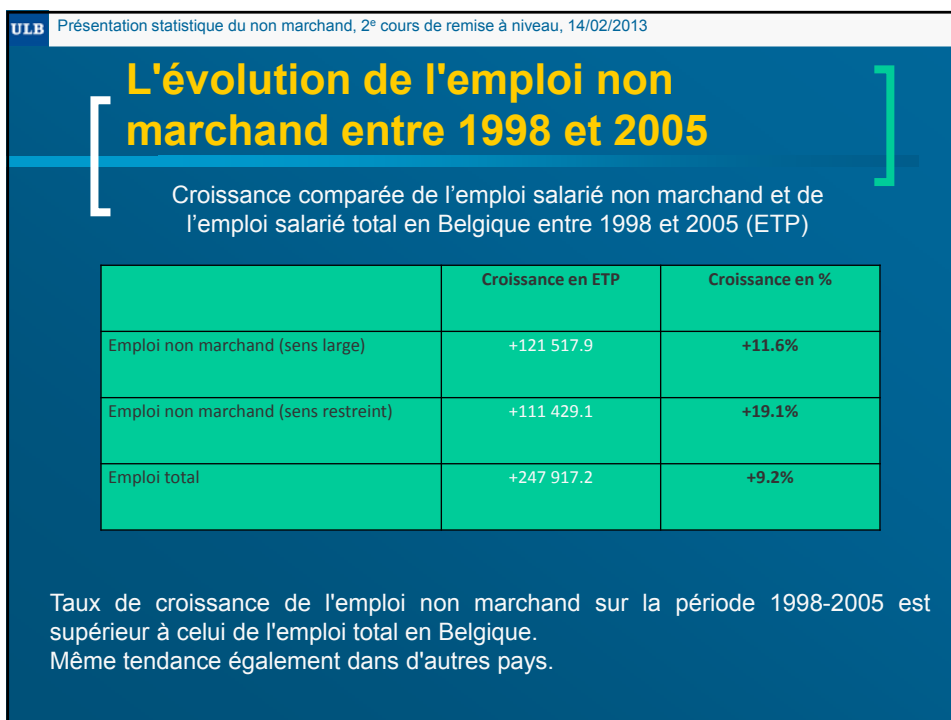 ULB Présentation statistique du non marchand, 2e cours de remise à niveau, 14/02/2013
L'évolution de l'emploi non
marchand entre 1998 et 2005
Croissance comparée de l’emploi salarié non marchand et de
l’emploi salarié total en Belgique entre 1998 et 2005 (ETP)
Croissance en ETP Croissance en %
Emploi non marchand (sens large) +121 517.9 +11.6%
Emploi non marchand (sens restreint) +111 429.1 +19.1%
Emploi total +247 917.2 +9.2%
Taux de croissance de l'emploi non marchand sur la période 1998-2005 est
supérieur à celui de l'emploi total en Belgique.
Même tendance également dans d'autres pays.